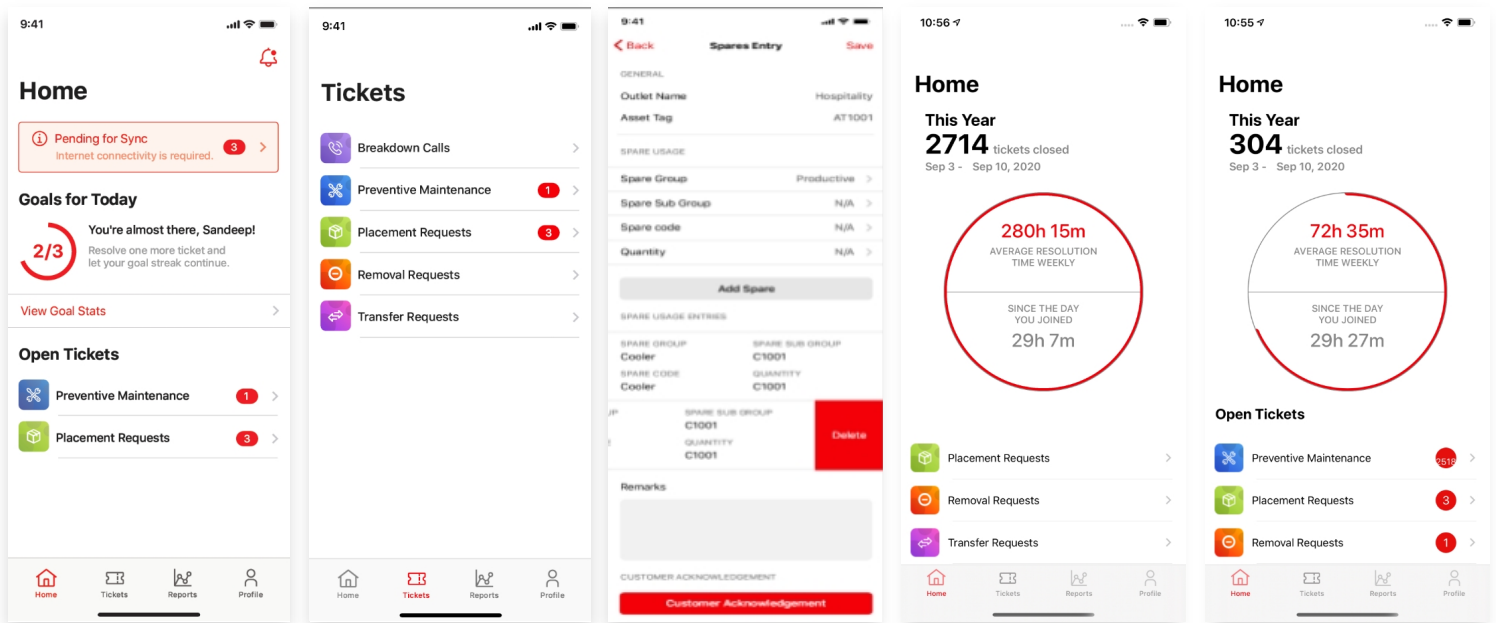 9:41
Home
Pending for Sync
Internet connectivity is required.
3
Goals for Today
2/3
You're almost there, Sandeep!
Resolve one more ticket and
let your goal streak continue.
View Goal Stats
Open Tickets
Preventive Maintenance 1
Placement Requests 3
Home Tickets Reports Profile
9:41
Tickets
Breakdown Calls
Preventive Maintenance 1
Placement Requests 3
Removal Requests
Transfer Requests
Home Tickets Reports Profile
9:41
Back Spares Entry Save
GENERAL
Outlet Name Hospitality
Asset Tag AT1001
SPARE USAGE
Spare Group Productive
Spare Sub Group N/A
Spare code N/A
Quantity N/A
Add Spare
SPARE USAGE ENTRIES
SPARE GROUP SPARE SUB GROUP
Cooler C1001
SPARE CODE QUANTITY
Cooler C1001
UP SPARE SUB GROUP
C1001
QUANTITY
C1001
Delete
Remarks
CUSTOMER ACKNOWLEDGEMENT
Customer Acknowledgement
10:56
Home
This Year
2714 tickets closed
Sep 3 - Sep 10, 2020
280h 15m
AVERAGE RESOLUTION
TIME WEEKLY
SINCE THE DAY
YOU JOINED
29h 7m
Placement Requests
Removal Requests
Transfer Requests
Home Tickets Reports Profile
10:55
Home
This Year
304 tickets closed
Sep 3 - Sep 10, 2020
72h 35m
AVERAGE RESOLUTION
TIME WEEKLY
SINCE THE DAY
YOU JOINED
29h 27m
Open Tickets
Preventive Maintenance 2518
Placement Requests 3
Removal Requests 1
Home Tickets Reports Profile